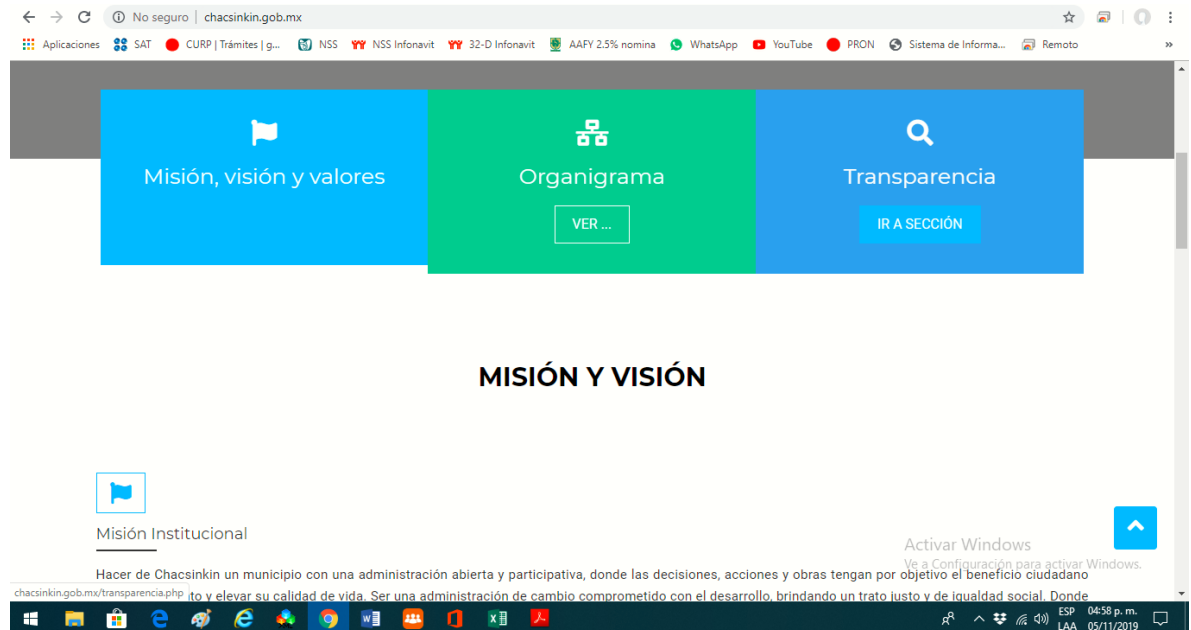 No seguro | chacsinkin.gob.mx
Aplicaciones SAT CURP | Trámites | g... NSS NSS Infonavit 32-D Infonavit AAFY 2.5% nomina WhatsApp YouTube PRON Sistema de Informa... Remoto »
Misión, visión y valores
Organigrama
VER ...
Transparencia
IR A SECCIÓN
MISIÓN Y VISIÓN
Misión Institucional
Hacer de Chacsinkin un municipio con una administración abierta y participativa, donde las decisiones, acciones y obras tengan por objetivo el beneficio ciudadano
to y elevar su calidad de vida. Ser una administración de cambio comprometido con el desarrollo, brindando un trato justo y de igualdad social. Donde
Activar Windows
Ve a Configuración para activar Windows.
chacsinkin.gob.mx/transparencia.php
ESP
LAA
04:58 p. m.
05/11/2019